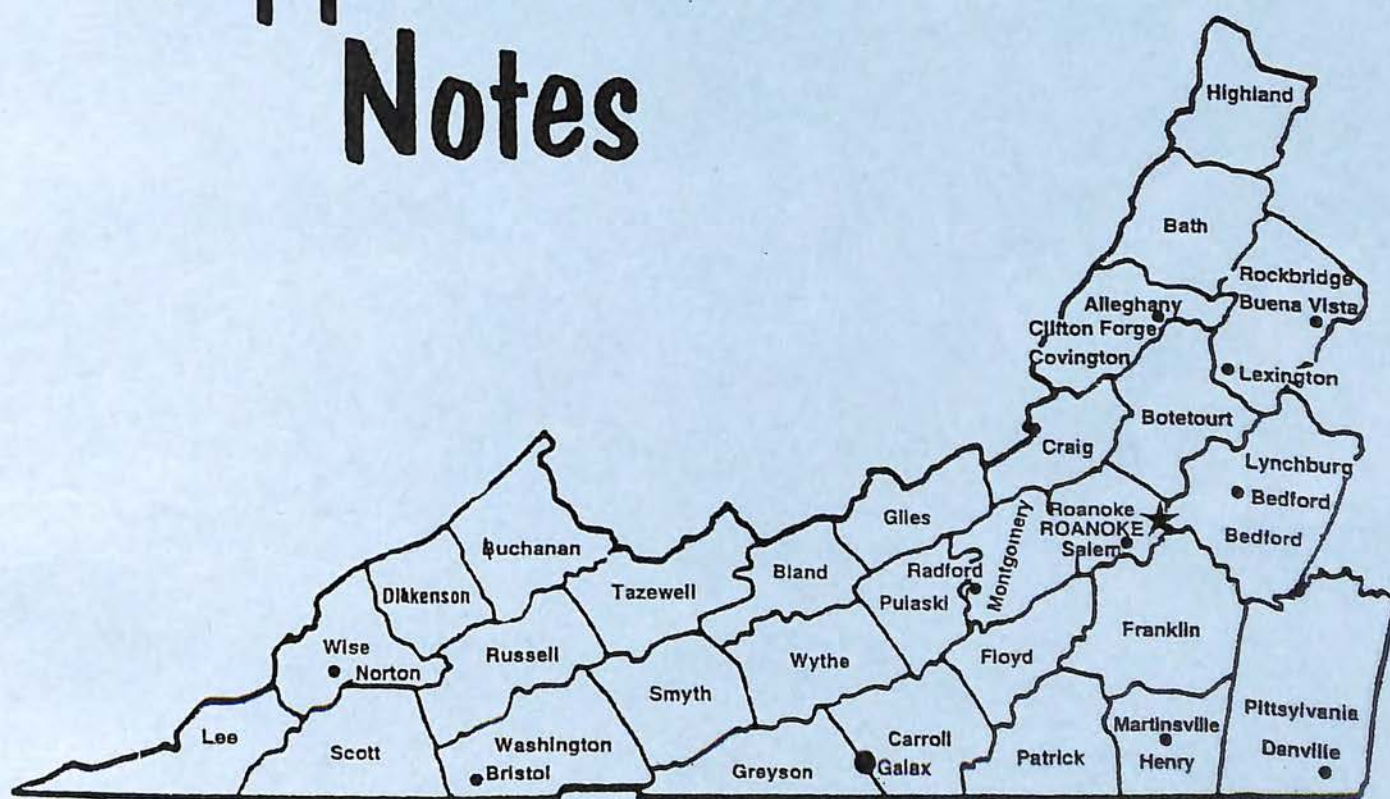 Notes
Highland
Bath
Rockbridge
Alleghany
Buena Vista
Clifton Forge
Covington
Lexington
Botetourt
Craig
Lynchburg
Bedford
Bedford
Giles
Roanoke
ROANOKE
Salem
Montgomery
Radford
Pulaski
Bland
Buchanan
Tazewell
Dikenson
Franklin
Floyd
Wythe
Russell
Wise
Norton
Smyth
Pittsylvania
Danville
Martinsville
Henry
Patrick
Carroll
Galax
Greyson
Washington
Bristol
Scott
Lee